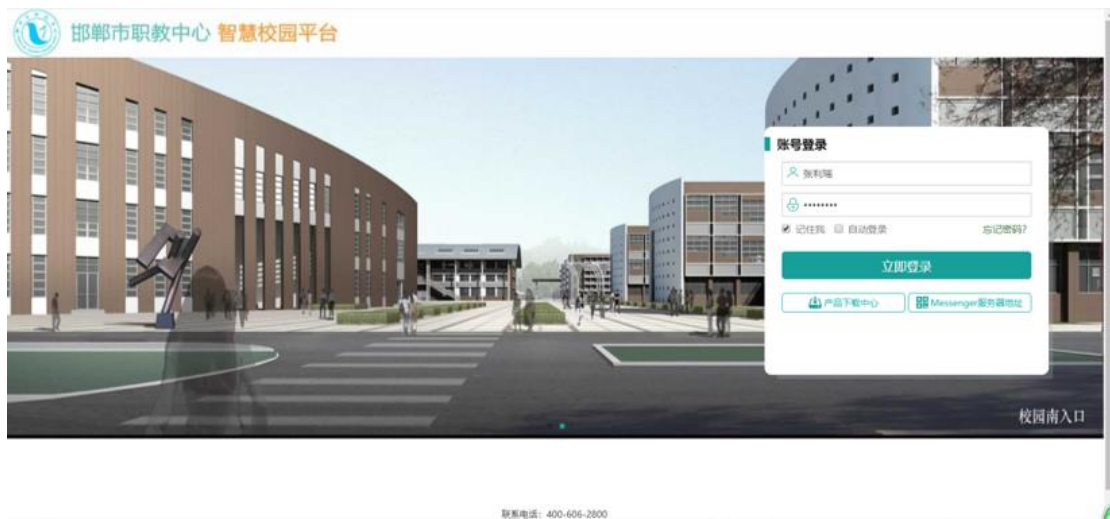 邯郸市职教中心 智慧校园平台
账号登录
张利瑶
••••••••
记住我 自动登录 忘记密码?
立即登录
产品下载中心 Messenger服务器地址
校园南入口
联系电话：400-606-2800